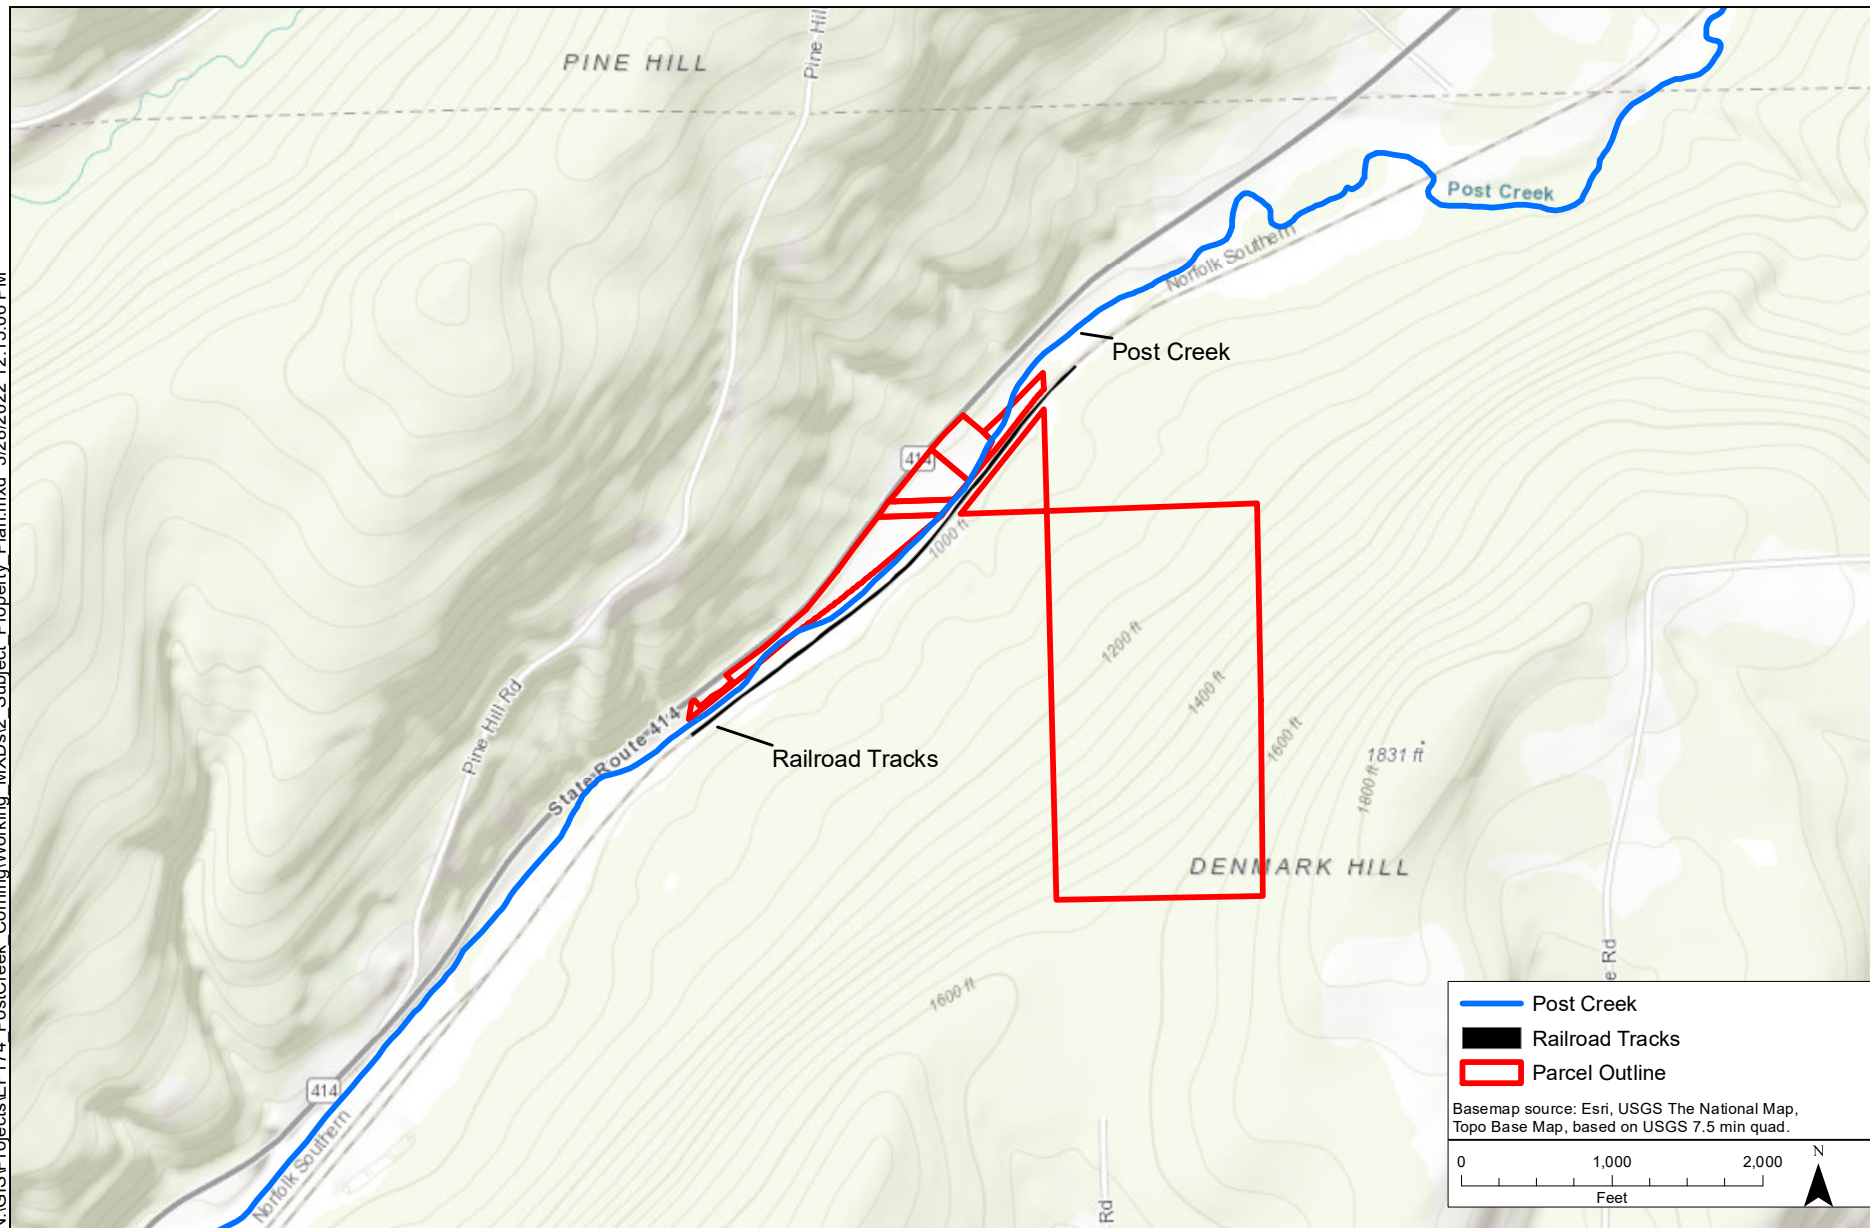 PINE HILL
Pine Hil
Post Creek
Norfolk Southern
Post Creek
414
1000 ft
1200 ft
1400 ft
1600 ft
1831 ft
1800 ft
Pine Hill Rd
State Route 414
Railroad Tracks
DENMARK HILL
1600 ft
e Rd
414
Norfolk Southern
Rd
Post Creek
Railroad Tracks
Parcel Outline
Basemap source: Esri, USGS The National Map,
Topo Base Map, based on USGS 7.5 min quad.
0 1,000 2,000
Feet
N